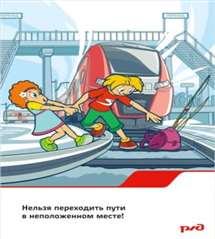 Нельзя переходить пути
в неположенном месте!
ржд